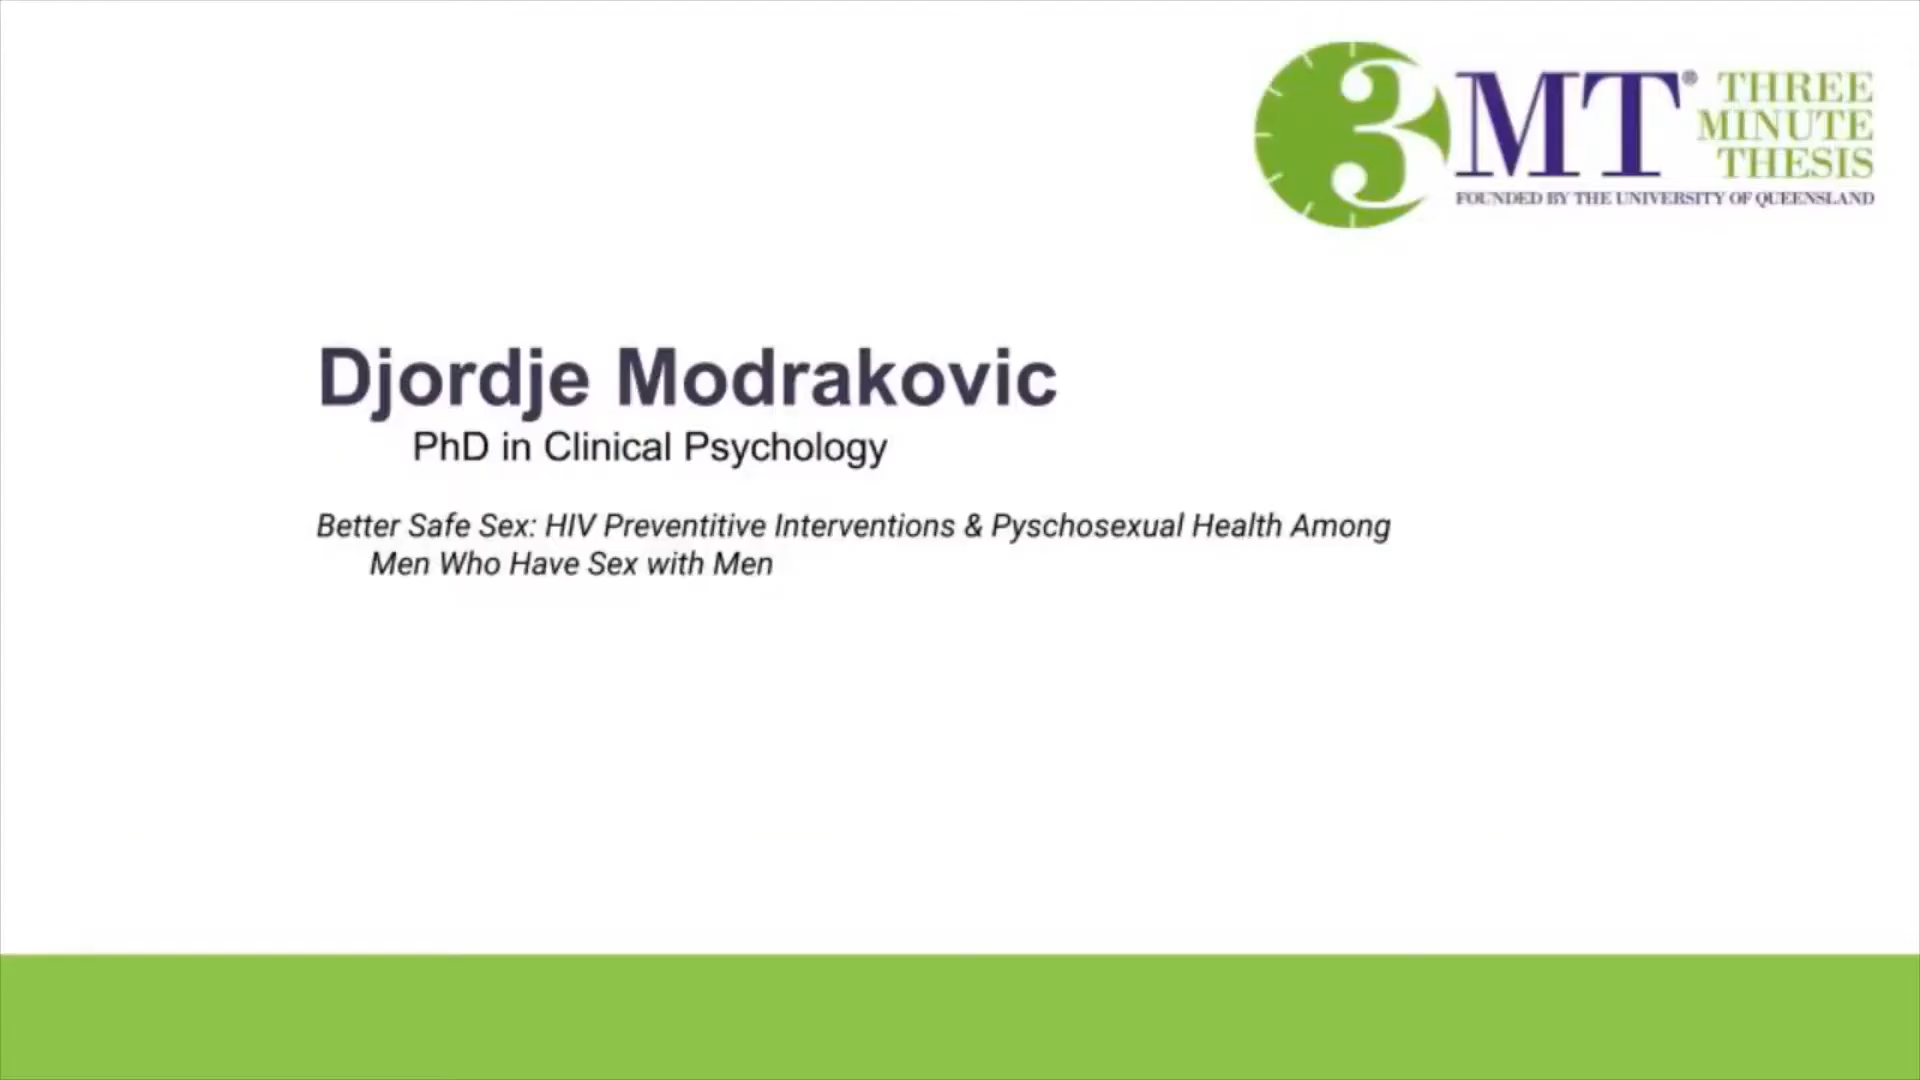 3MT® THREE
MINUTE
THESIS
FOUNDED BY THE UNIVERSITY OF QUEENSLAND
Djordje Modrakovic
PhD in Clinical Psychology
Better Safe Sex: HIV Preventitive Interventions & Pyschosexual Health Among
Men Who Have Sex with Men